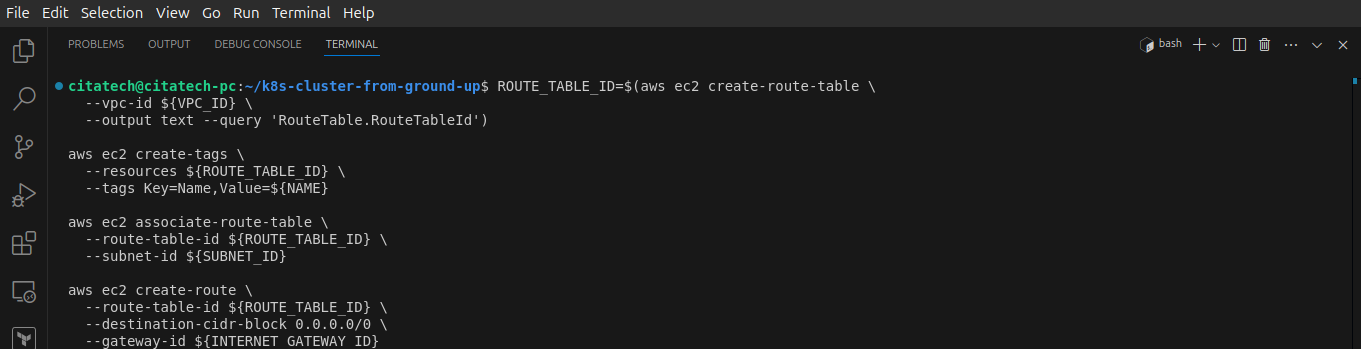 File Edit Selection View Go Run Terminal Help
PROBLEMS OUTPUT DEBUG CONSOLE TERMINAL bash
citatech@citatech-pc:~/k8s-cluster-from-ground-up$ ROUTE_TABLE_ID=$(aws ec2 create-route-table \
--vpc-id ${VPC_ID} \
--output text --query 'RouteTable.RouteTableId')
aws ec2 create-tags \
--resources ${ROUTE_TABLE_ID} \
--tags Key=Name,Value=${NAME}
aws ec2 associate-route-table \
--route-table-id ${ROUTE_TABLE_ID} \
--subnet-id ${SUBNET_ID}
aws ec2 create-route \
--route-table-id ${ROUTE_TABLE_ID} \
--destination-cidr-block 0.0.0.0/0 \
--gateway-id ${INTERNET_GATEWAY_ID}